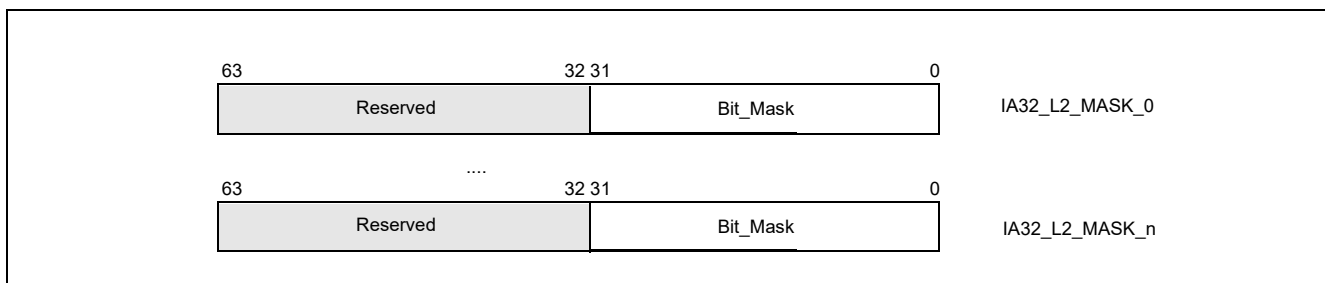 63 32 31 0
Reserved Bit_Mask IA32_L2_MASK_0
....
63 32 31 0
Reserved Bit_Mask IA32_L2_MASK_n